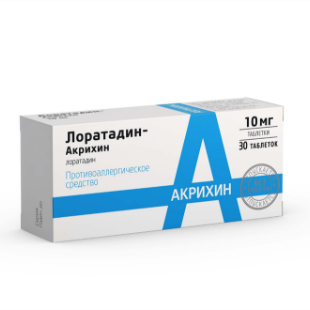 Лоратадин-
Акрихин
лоратадин
Противоаллергическое
средство
10 мг
ТАБЛЕТКИ
30 ТАБЛЕТОК
АКРИХИН